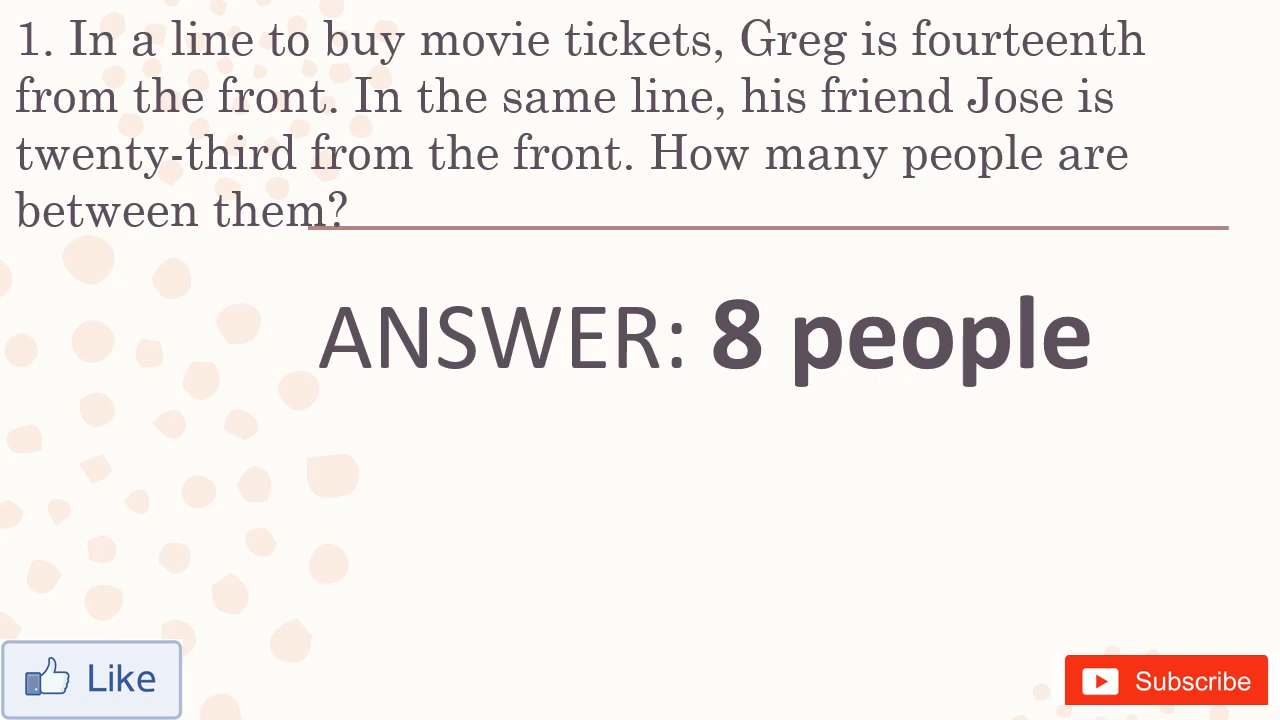 1. In a line to buy movie tickets, Greg is fourteenth
from the front. In the same line, his friend Jose is
twenty-third from the front. How many people are
between them?
ANSWER: 8 people
Like
Subscribe